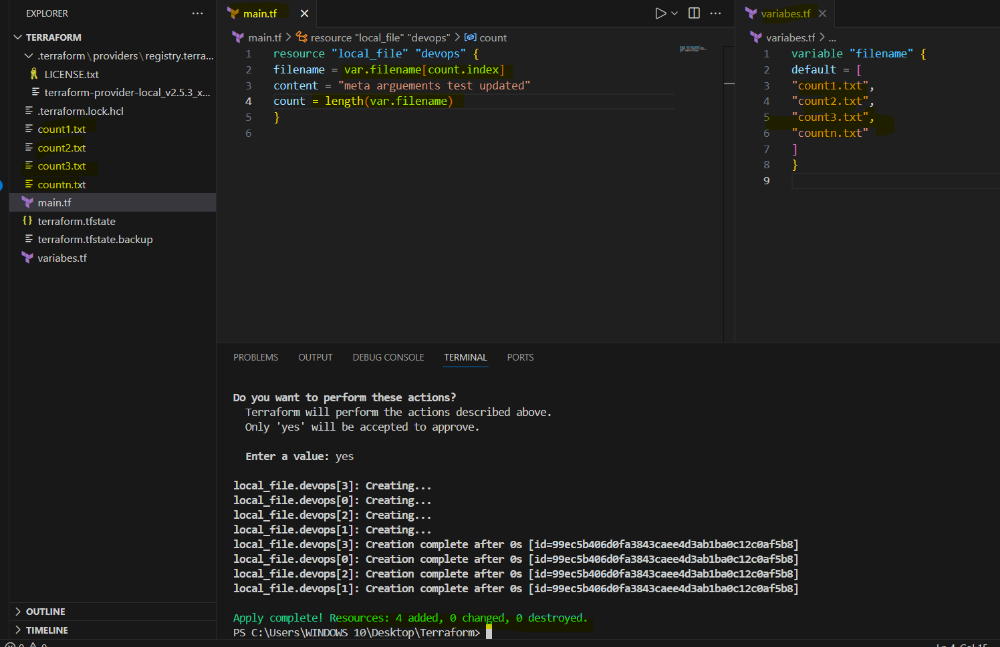 EXPLORER ...
TERRAFORM
.terraform\providers\registry.terra...
LICENSE.txt
terraform-provider-local_v2.5.3_x...
.terraform.lock.hcl
count1.txt
count2.txt
count3.txt
countn.txt
main.tf
terraform.tfstate
terraform.tfstate.backup
variabes.tf
OUTLINE
TIMELINE
0 0
main.tf
main.tf > resource "local_file" "devops" > count
1 resource "local_file" "devops" {
2 filename = var.filename[count.index]
3 content = "meta arguements test updated"
4 count = length(var.filename)
5 }
6
variabes.tf
variabes.tf > ...
1 variable "filename" {
2 default = [
3 "count1.txt",
4 "count2.txt",
5 "count3.txt",
6 "countn.txt"
7 ]
8 }
9
PROBLEMS OUTPUT DEBUG CONSOLE TERMINAL PORTS
Do you want to perform these actions?
Terraform will perform the actions described above.
Only 'yes' will be accepted to approve.
Enter a value: yes
local_file.devops[3]: Creating...
local_file.devops[0]: Creating...
local_file.devops[2]: Creating...
local_file.devops[1]: Creating...
local_file.devops[3]: Creation complete after 0s [id=99ec5b406d0fa3843caee4d3ab1ba0c12c0af5b8]
local_file.devops[0]: Creation complete after 0s [id=99ec5b406d0fa3843caee4d3ab1ba0c12c0af5b8]
local_file.devops[2]: Creation complete after 0s [id=99ec5b406d0fa3843caee4d3ab1ba0c12c0af5b8]
local_file.devops[1]: Creation complete after 0s [id=99ec5b406d0fa3843caee4d3ab1ba0c12c0af5b8]
Apply complete! Resources: 4 added, 0 changed, 0 destroyed.
PS C:\Users\WINDOWS 10\Desktop\Terraform>